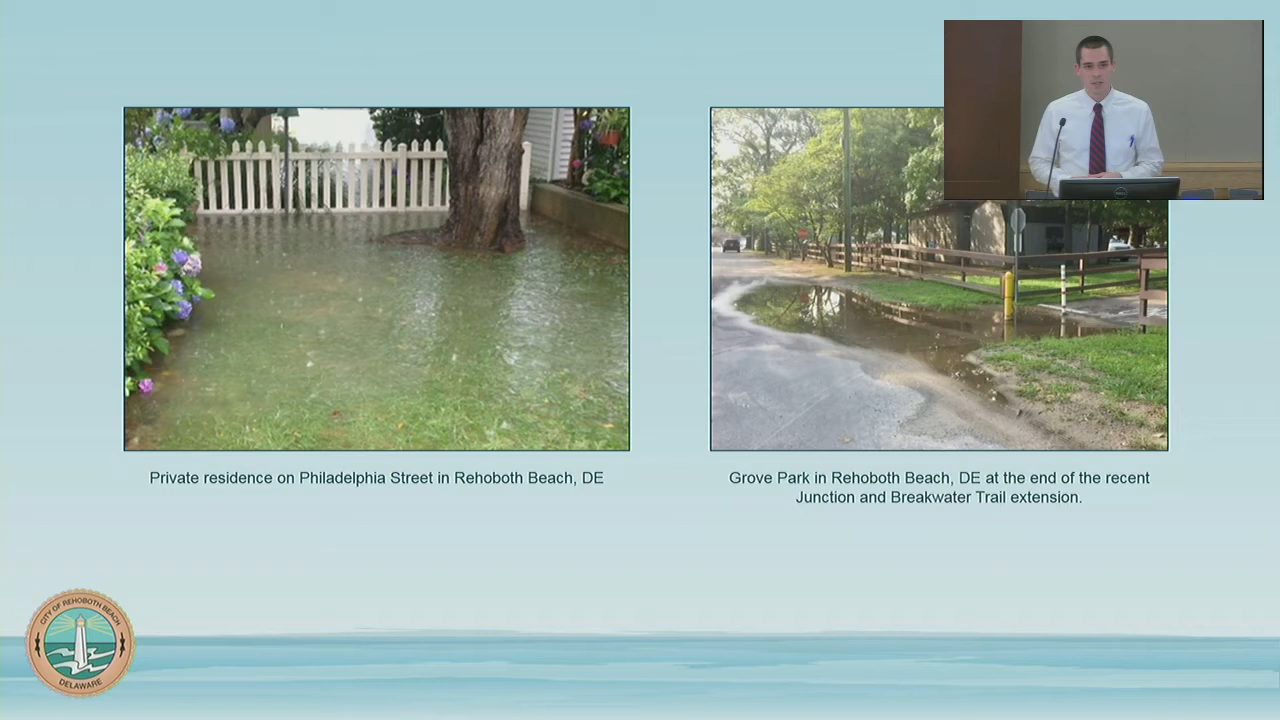 Private residence on Philadelphia Street in Rehoboth Beach, DE
Grove Park in Rehoboth Beach, DE at the end of the recent
Junction and Breakwater Trail extension.
CITY OF REHOBOTH BEACH
DELAWARE
DELL